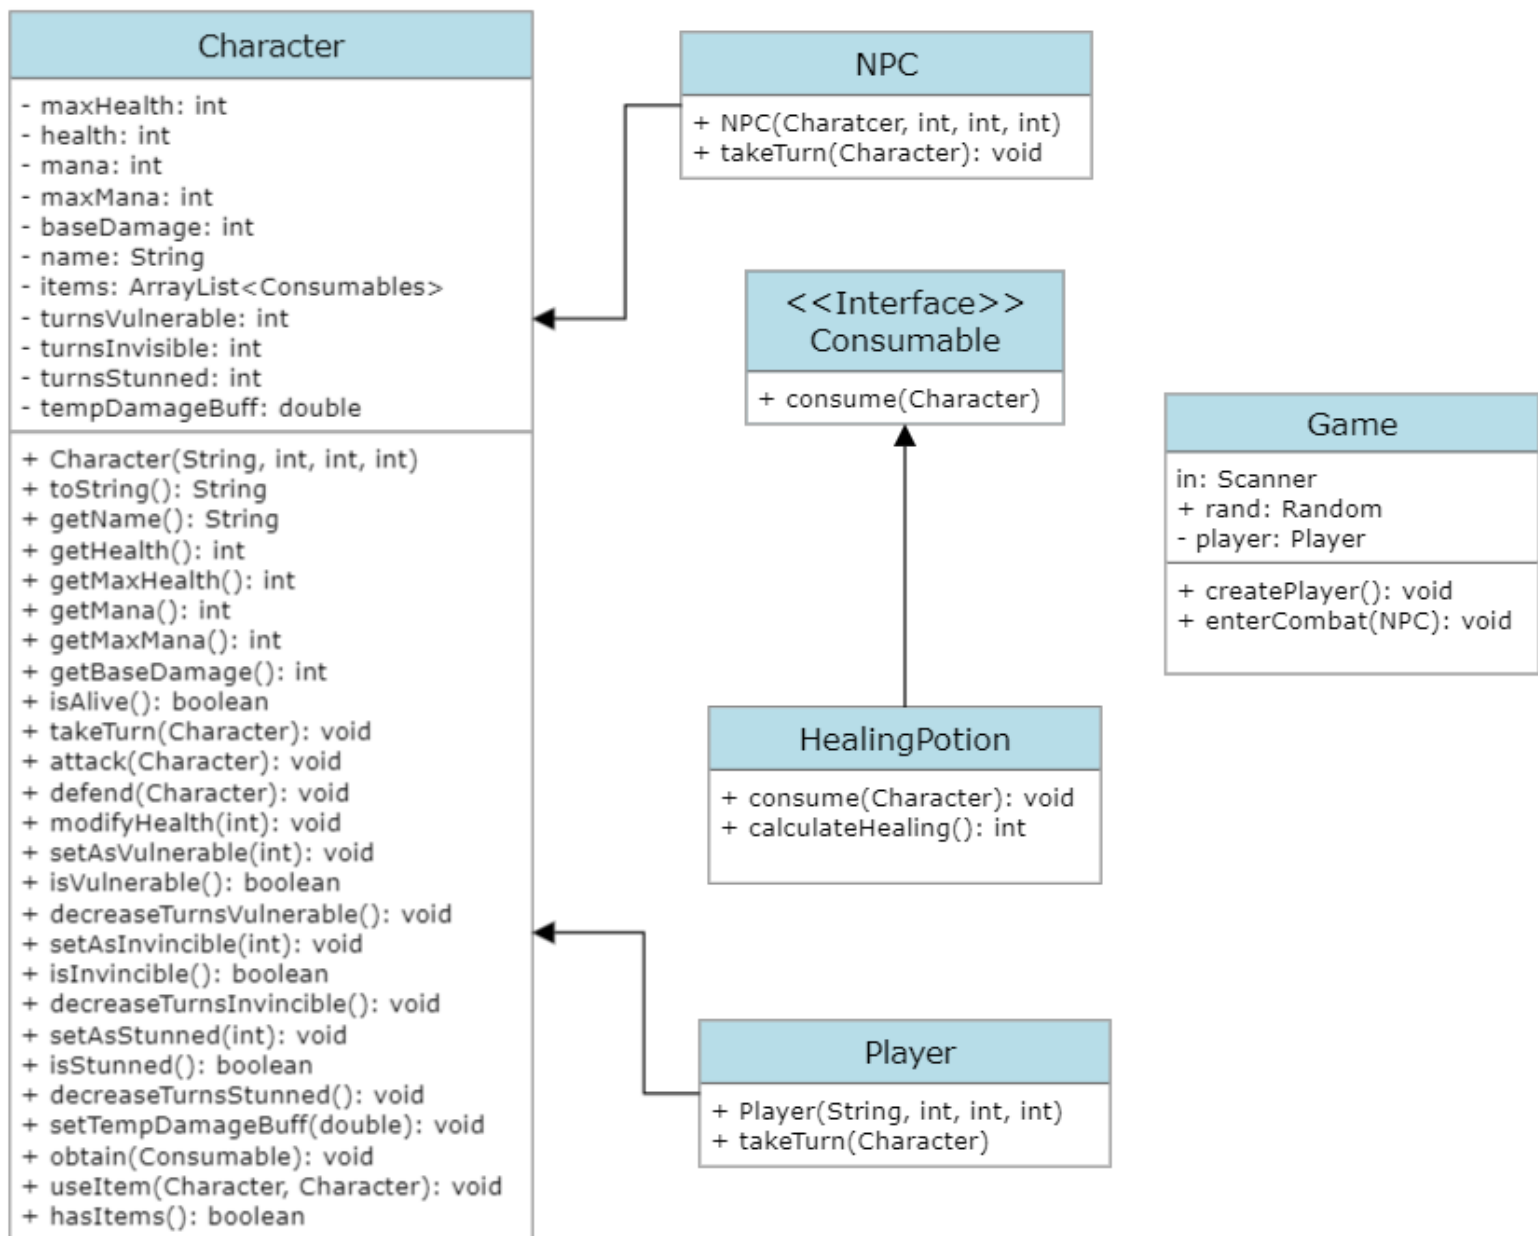 Character
- maxHealth: int
- health: int
- mana: int
- maxMana: int
- baseDamage: int
- name: String
- items: ArrayList<Consumables>
- turnsVulnerable: int
- turnsInvisible: int
- turnsStunned: int
- tempDamageBuff: double
+ Character(String, int, int, int)
+ toString(): String
+ getName(): String
+ getHealth(): int
+ getMaxHealth(): int
+ getMana(): int
+ getMaxMana(): int
+ getBaseDamage(): int
+ isAlive(): boolean
+ takeTurn(Character): void
+ attack(Character): void
+ defend(Character): void
+ modifyHealth(int): void
+ setAsVulnerable(int): void
+ isVulnerable(): boolean
+ decreaseTurnsVulnerable(): void
+ setAsInvincible(int): void
+ isInvincible(): boolean
+ decreaseTurnsInvincible(): void
+ setAsStunned(int): void
+ isStunned(): boolean
+ decreaseTurnsStunned(): void
+ setTempDamageBuff(double): void
+ obtain(Consumable): void
+ useItem(Character, Character): void
+ hasItems(): boolean
NPC
+ NPC(Charatcer, int, int, int)
+ takeTurn(Character): void
<<Interface>>
Consumable
+ consume(Character)
HealingPotion
+ consume(Character): void
+ calculateHealing(): int
Player
+ Player(String, int, int, int)
+ takeTurn(Character)
Game
in: Scanner
+ rand: Random
- player: Player
+ createPlayer(): void
+ enterCombat(NPC): void